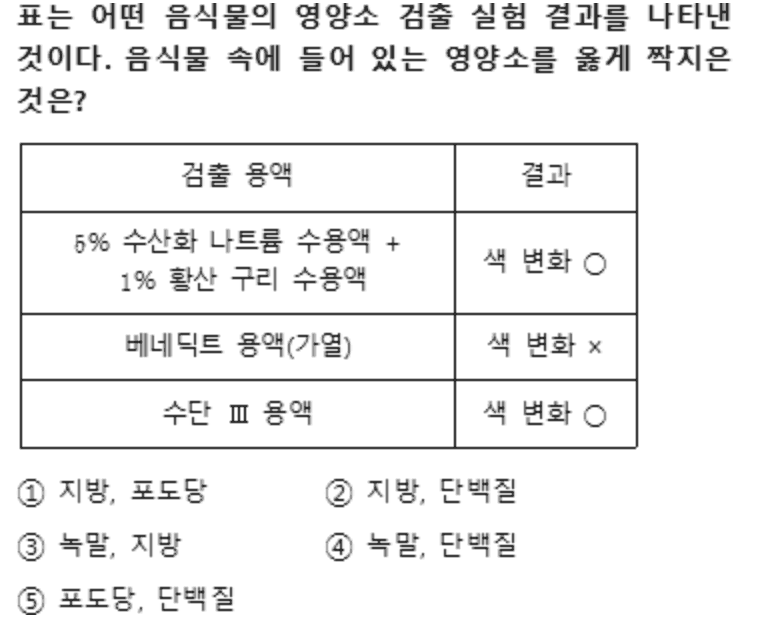 표는 어떤 음식물의 영양소 검출 실험 결과를 나타낸
것이다. 음식물 속에 들어 있는 영양소를 옳게 짝지은
것은?
검출 용액 결과
5% 수산화 나트륨 수용액 +
1% 황산 구리 수용액
색 변화 ○
베네딕트 용액(가열) 색 변화 ×
수단 Ⅲ 용액 색 변화 ○
① 지방, 포도당 ② 지방, 단백질
③ 녹말, 지방 ④ 녹말, 단백질
⑤ 포도당, 단백질